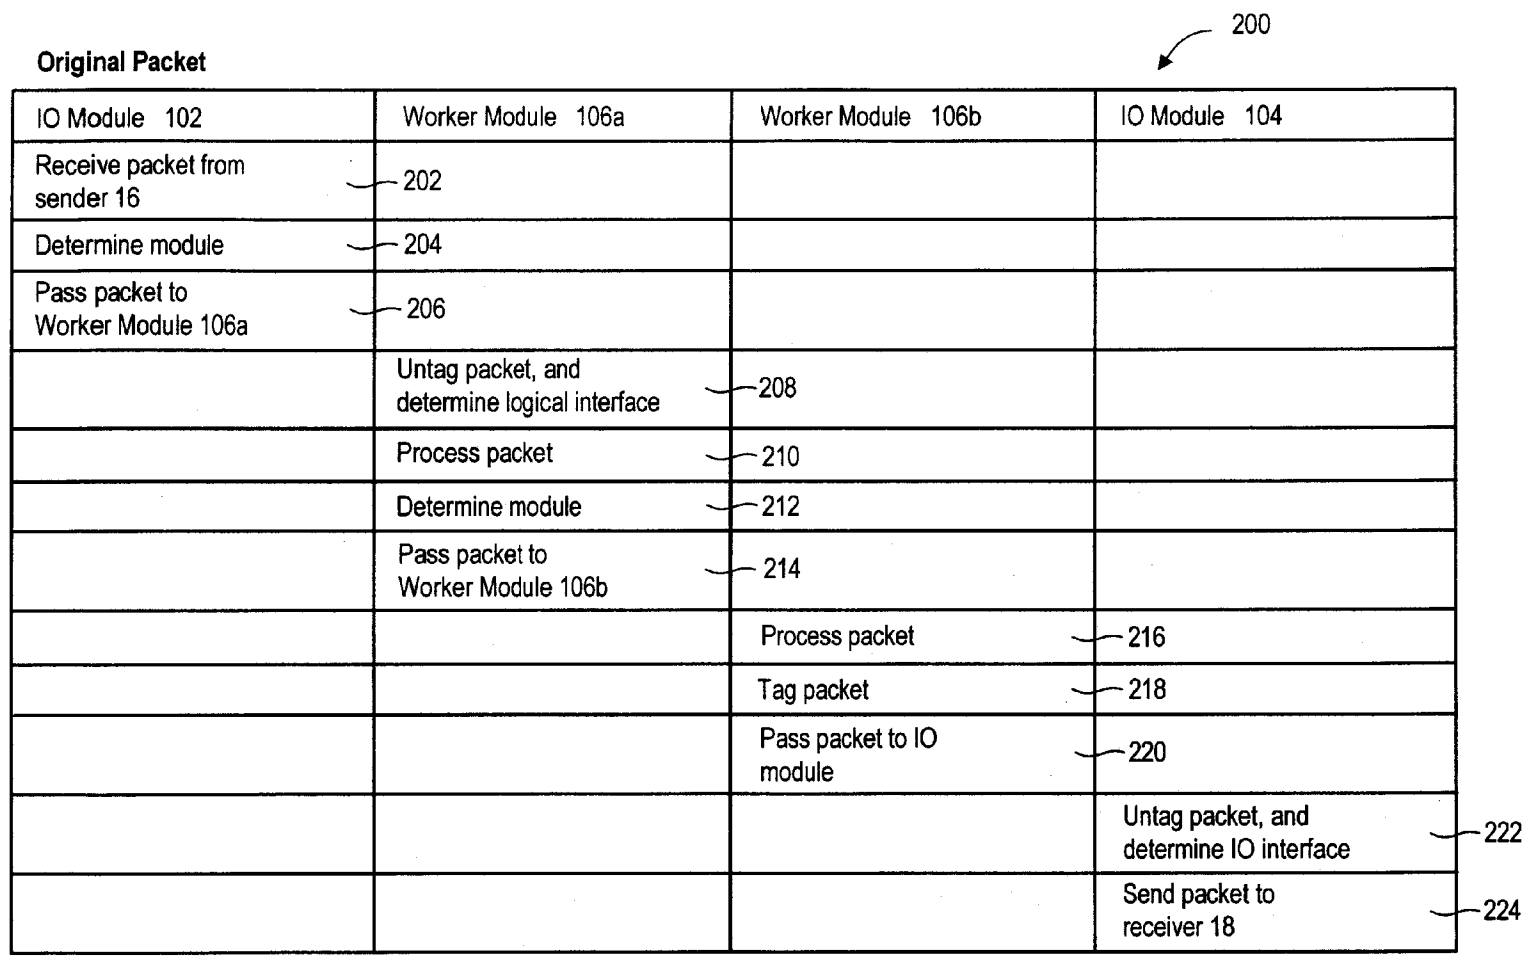 200
Original Packet
IO Module 102
Worker Module 106a
Worker Module 106b
IO Module 104
Receive packet from
sender 16
202
Determine module
204
Pass packet to
Worker Module 106a
206
Untag packet, and
determine logical interface
208
Process packet
210
Determine module
212
Pass packet to
Worker Module 106b
214
Process packet
216
Tag packet
218
Pass packet to IO
module
220
Untag packet, and
determine IO interface
222
Send packet to
receiver 18
224